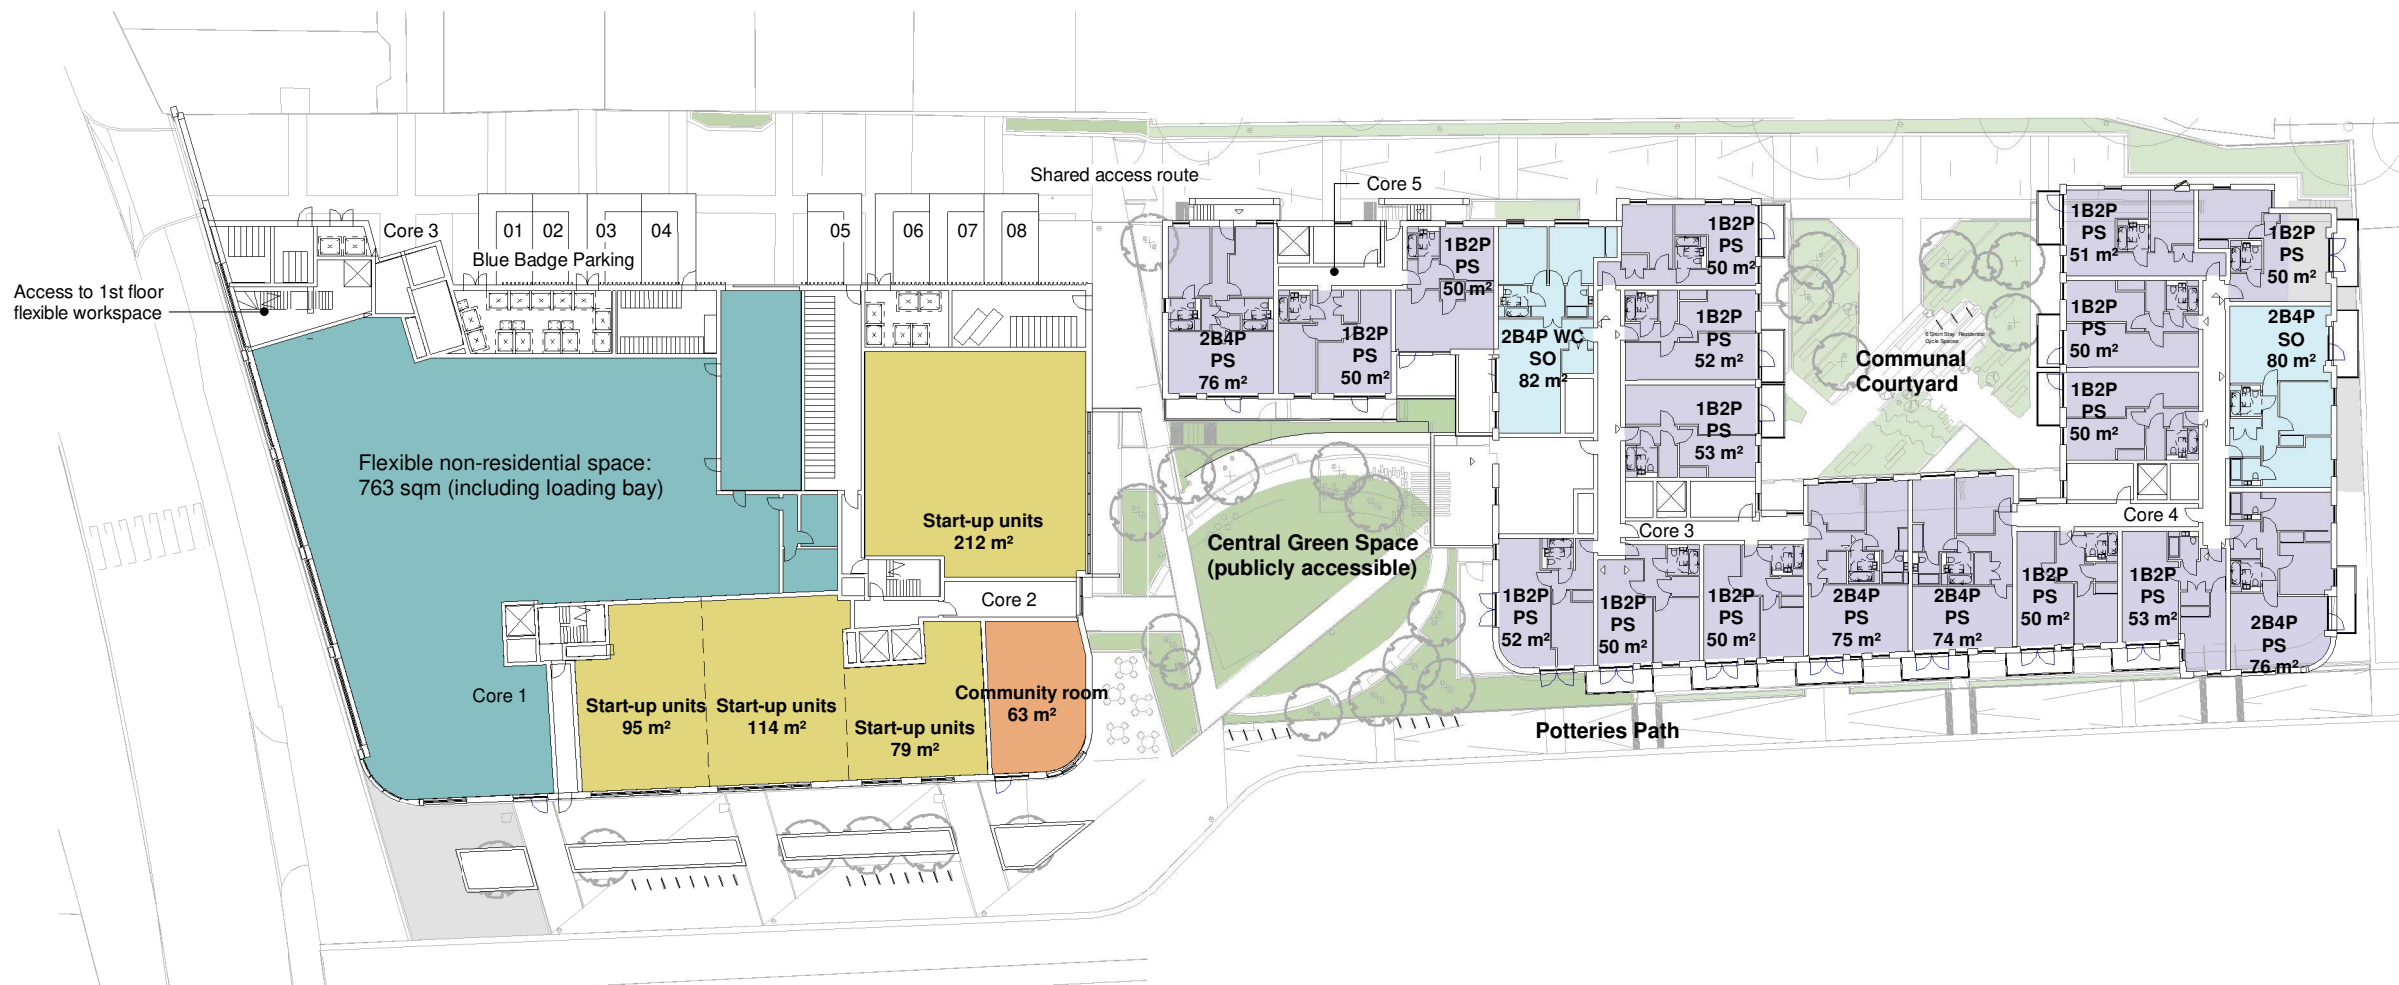 Shared access route
Core 5
Core 3
01
02
03
04
05
06
07
08
Blue Badge Parking
Access to 1st floor
flexible workspace
Flexible non-residential space:
763 sqm (including loading bay)
Start-up units
212 m²
Core 2
Core 1
Start-up units
95 m²
Start-up units
114 m²
Start-up units
79 m²
Community room
63 m²
Central Green Space
(publicly accessible)
Potteries Path
2B4P
PS
76 m²
1B2P
PS
50 m²
1B2P
PS
50 m²
2B4P WC
SO
82 m²
1B2P
PS
50 m²
1B2P
PS
52 m²
1B2P
PS
53 m²
Core 3
Communal
Courtyard
6 Short Stay Residential
Cycle Spaces
1B2P
PS
51 m²
1B2P
PS
50 m²
1B2P
PS
50 m²
1B2P
PS
50 m²
2B4P
SO
80 m²
Core 4
1B2P
PS
52 m²
1B2P
PS
50 m²
1B2P
PS
50 m²
2B4P
PS
75 m²
2B4P
PS
74 m²
1B2P
PS
50 m²
1B2P
PS
53 m²
2B4P
PS
76 m²